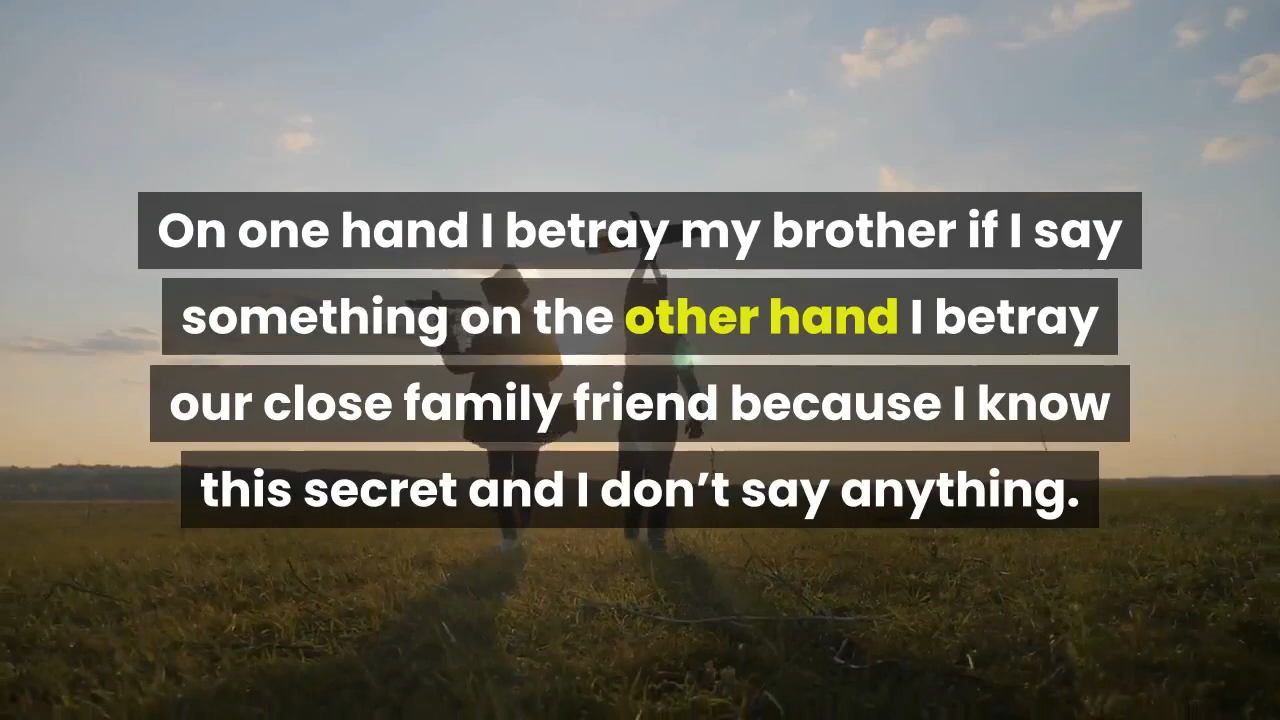 On one hand I betray my brother if I say
something on the other hand I betray
our close family friend because I know
this secret and I don’t say anything.